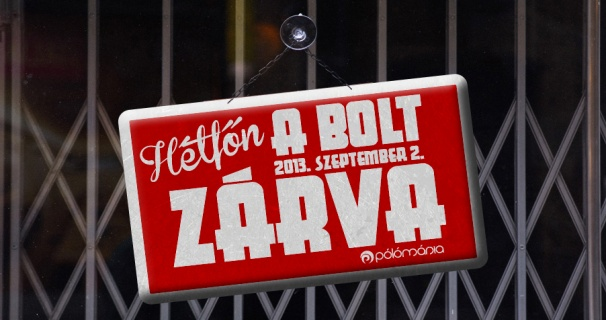 Hétfőn A BOLT
2013. SZEPTEMBER 2.
ZÁRVA
pólómánia